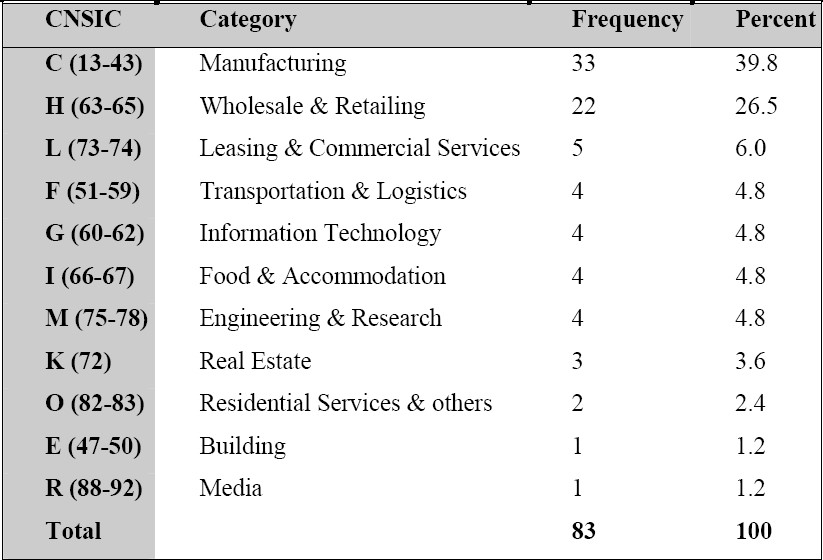 CNSIC Category Frequency Percent
C (13-43) Manufacturing 33 39.8
H (63-65) Wholesale & Retailing 22 26.5
L (73-74) Leasing & Commercial Services 5 6.0
F (51-59) Transportation & Logistics 4 4.8
G (60-62) Information Technology 4 4.8
I (66-67) Food & Accommodation 4 4.8
M (75-78) Engineering & Research 4 4.8
K (72) Real Estate 3 3.6
O (82-83) Residential Services & others 2 2.4
E (47-50) Building 1 1.2
R (88-92) Media 1 1.2
Total 83 100